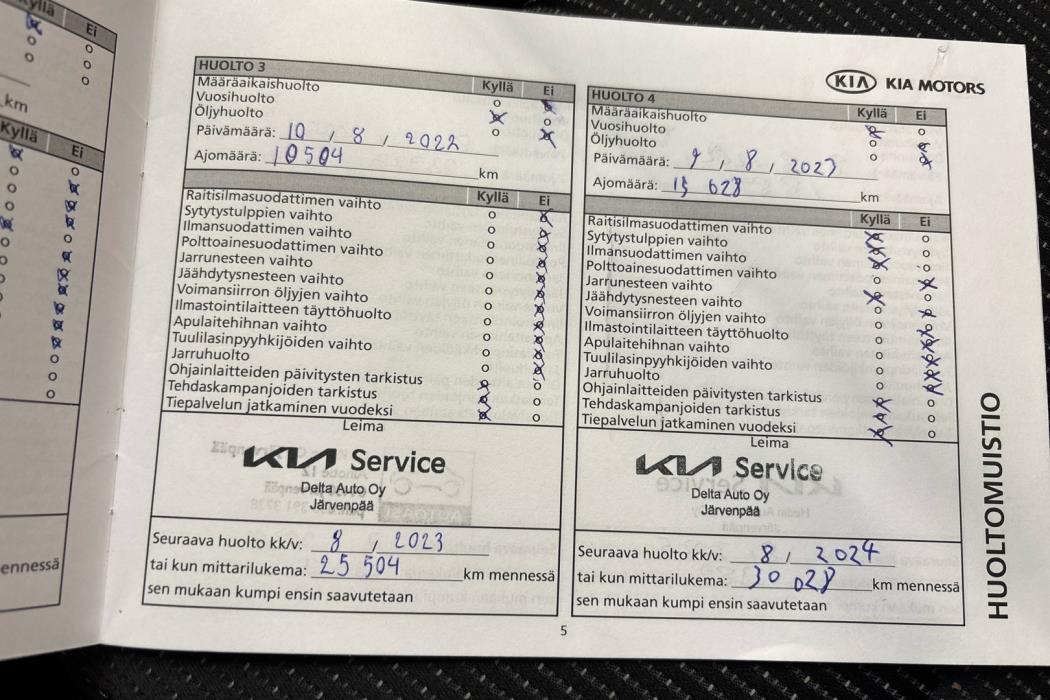 Kyllä Ei
km
Kyllä Ei
ennessä
KIA KIA MOTORS
HUOLTO 3
Kyllä Ei
Määräaikaishuolto
Vuosihuolto
Öljyhuolto
Päivämäärä: 10 / 8 / 2022
Ajomäärä: 10504 km
Kyllä Ei
Raitisilmasuodattimen vaihto
Sytytystulppien vaihto
Ilmansuodattimen vaihto
Polttoainesuodattimen vaihto
Jarrunesteen vaihto
Jäähdytysnesteen vaihto
Voimansiirron öljyjen vaihto
Ilmastointilaitteen täyttöhuolto
Apulaitehihnan vaihto
Tuulilasinpyyhkijöiden vaihto
Jarruhuolto
Ohjainlaitteiden päivitysten tarkistus
Tehdaskampanjoiden tarkistus
Tiepalvelun jatkaminen vuodeksi
Leima
KIA Service
Delta Auto Oy
Järvenpää
Seuraava huolto kk/v: 8 / 2023
tai kun mittarilukema: 25 504 km mennessä
sen mukaan kumpi ensin saavutetaan
HUOLTO 4
Kyllä Ei
Määräaikaishuolto
Vuosihuolto
Öljyhuolto
Päivämäärä: 9 / 8 / 2023
Ajomäärä: 15 628 km
Kyllä Ei
Raitisilmasuodattimen vaihto
Sytytystulppien vaihto
Ilmansuodattimen vaihto
Polttoainesuodattimen vaihto
Jarrunesteen vaihto
Jäähdytysnesteen vaihto
Voimansiirron öljyjen vaihto
Ilmastointilaitteen täyttöhuolto
Apulaitehihnan vaihto
Tuulilasinpyyhkijöiden vaihto
Jarruhuolto
Ohjainlaitteiden päivitysten tarkistus
Tehdaskampanjoiden tarkistus
Tiepalvelun jatkaminen vuodeksi
Leima
KIA Service
Delta Auto Oy
Järvenpää
Seuraava huolto kk/v: 8 / 2024
tai kun mittarilukema: 30 028 km mennessä
sen mukaan kumpi ensin saavutetaan
HUOLTOMUISTIO
5